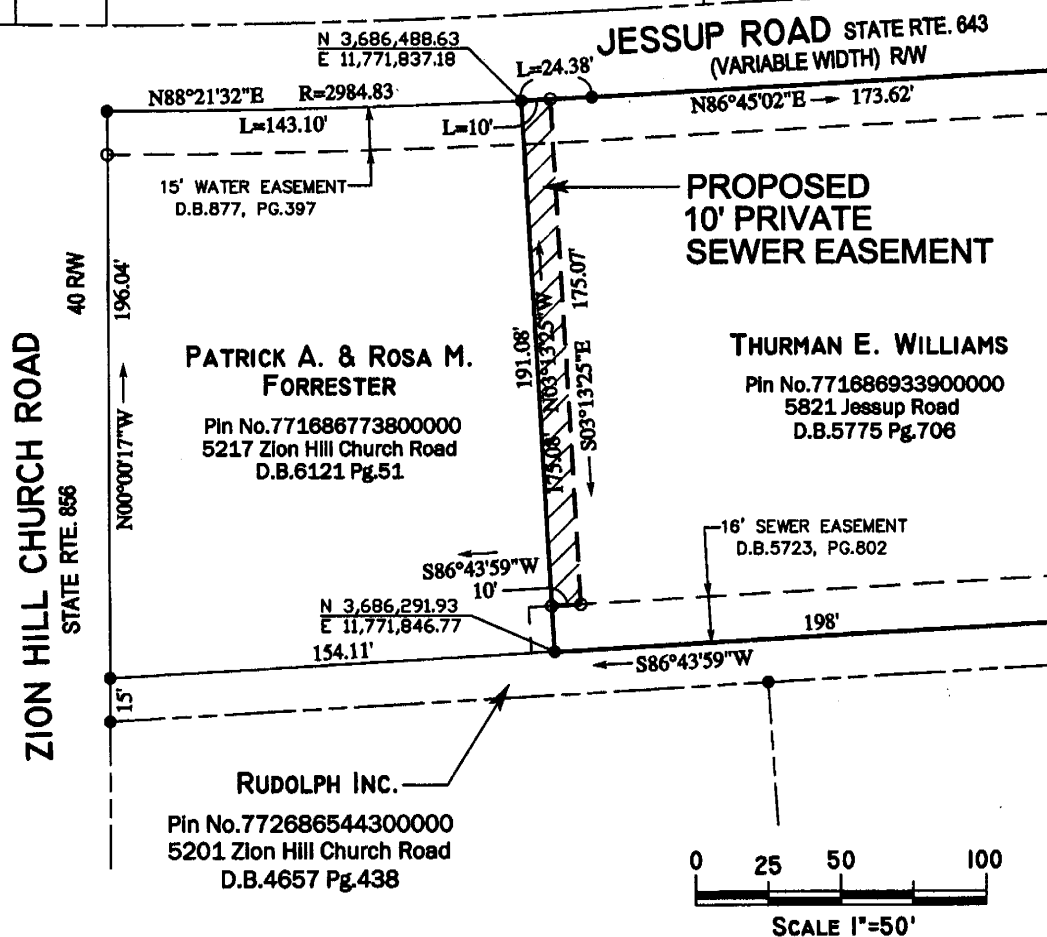 N 3,686,488.63
E 11,771,837.18
JESSUP ROAD STATE RTE. 643
(VARIABLE WIDTH) R/W
L=24.38'
N88°21'32"E R=2984.83
L=143.10'
L=10'
N86°45'02"E 173.62'
15' WATER EASEMENT
D.B.877, PG.397
PROPOSED
10' PRIVATE
SEWER EASEMENT
40 R/W
196.04'
N00°00'17"W
ZION HILL CHURCH ROAD
STATE RTE. 856
PATRICK A. & ROSA M.
FORRESTER
Pin No.771686773800000
5217 Zion Hill Church Road
D.B.6121 Pg.51
191.08'
175.08' N03°13'25"W
175.07'
S03°13'25"E
THURMAN E. WILLIAMS
Pin No.771686933900000
5821 Jessup Road
D.B.5775 Pg.706
16' SEWER EASEMENT
D.B.5723, PG.802
S86°43'59"W
10'
N 3,686,291.93
E 11,771,846.77
154.11'
198'
S86°43'59"W
15'
RUDOLPH INC.
Pin No.772686544300000
5201 Zion Hill Church Road
D.B.4657 Pg.438
0 25 50 100
SCALE 1"=50'